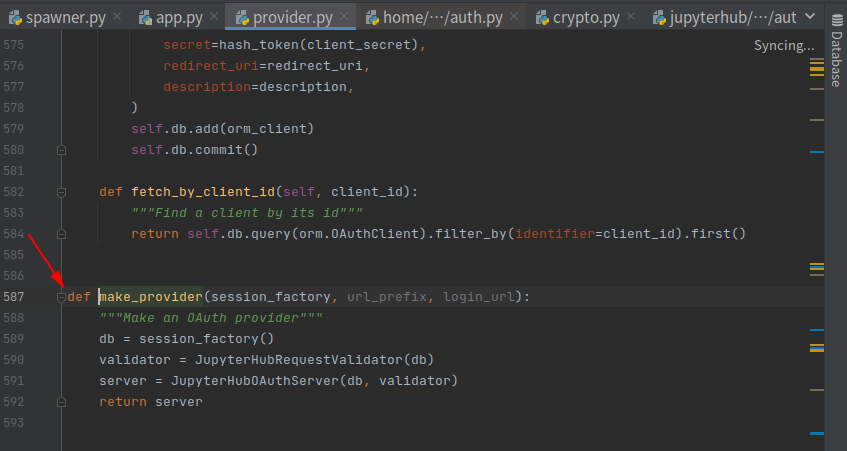 spawner.py × app.py × provider.py × home/···/auth.py × crypto.py × jupyterhub/···/aut
575 secret=hash_token(client_secret), Syncing...
576 redirect_uri=redirect_uri,
577 description=description,
578 )
579 self.db.add(orm_client)
580 self.db.commit()
581
582 def fetch_by_client_id(self, client_id):
583 """Find a client by its id"""
584 return self.db.query(orm.OAuthClient).filter_by(identifier=client_id).first()
585
586
587 def make_provider(session_factory, url_prefix, login_url):
588 """Make an OAuth provider"""
589 db = session_factory()
590 validator = JupyterHubRequestValidator(db)
591 server = JupyterHubOAuthServer(db, validator)
592 return server
593
Database